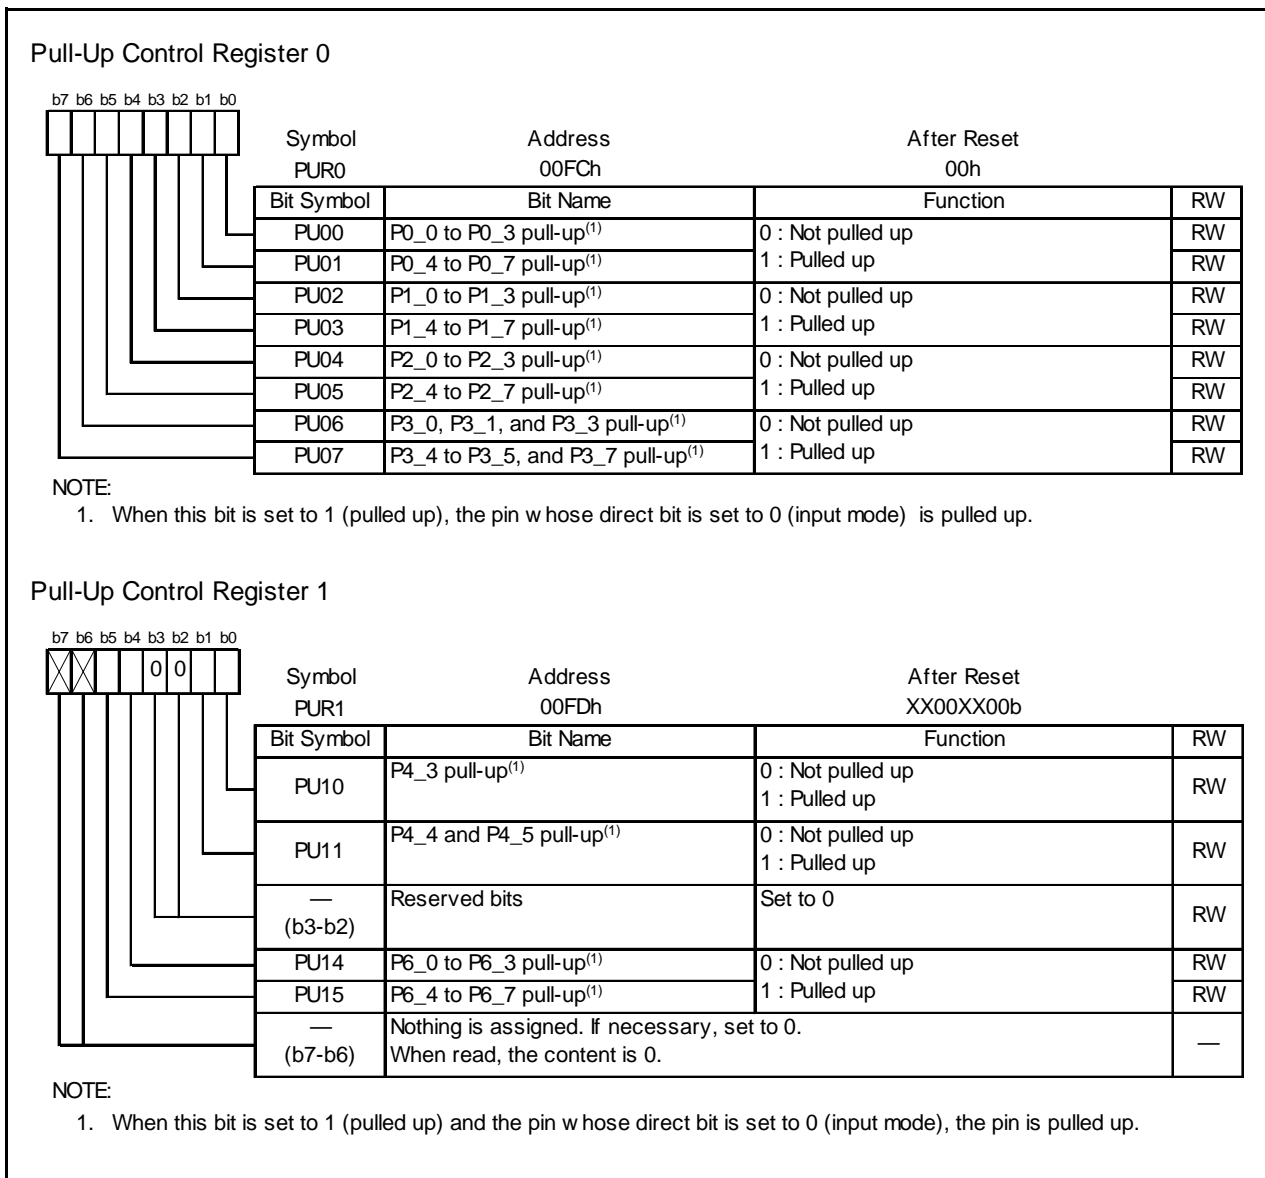 Pull-Up Control Register 0
b7 b6 b5 b4 b3 b2 b1 b0
Symbol Address After Reset
PUR0 00FCh 00h
Bit Symbol Bit Name Function RW
PU00 P0_0 to P0_3 pull-up(1) 0 : Not pulled up RW
PU01 P0_4 to P0_7 pull-up(1) 1 : Pulled up RW
PU02 P1_0 to P1_3 pull-up(1) 0 : Not pulled up RW
PU03 P1_4 to P1_7 pull-up(1) 1 : Pulled up RW
PU04 P2_0 to P2_3 pull-up(1) 0 : Not pulled up RW
PU05 P2_4 to P2_7 pull-up(1) 1 : Pulled up RW
PU06 P3_0, P3_1, and P3_3 pull-up(1) 0 : Not pulled up RW
PU07 P3_4 to P3_5, and P3_7 pull-up(1) 1 : Pulled up RW
NOTE:
1. When this bit is set to 1 (pulled up), the pin whose direct bit is set to 0 (input mode) is pulled up.
Pull-Up Control Register 1
b7 b6 b5 b4 b3 b2 b1 b0
0 0
Symbol Address After Reset
PUR1 00FDh XX00XX00b
Bit Symbol Bit Name Function RW
P4_3 pull-up(1) 0 : Not pulled up
PU10 RW
1 : Pulled up
P4_4 and P4_5 pull-up(1) 0 : Not pulled up
PU11 RW
1 : Pulled up
— Reserved bits Set to 0
(b3-b2) RW
PU14 P6_0 to P6_3 pull-up(1) 0 : Not pulled up RW
PU15 P6_4 to P6_7 pull-up(1) 1 : Pulled up RW
— Nothing is assigned. If necessary, set to 0.
(b7-b6) When read, the content is 0. —
NOTE:
1. When this bit is set to 1 (pulled up) and the pin whose direct bit is set to 0 (input mode), the pin is pulled up.